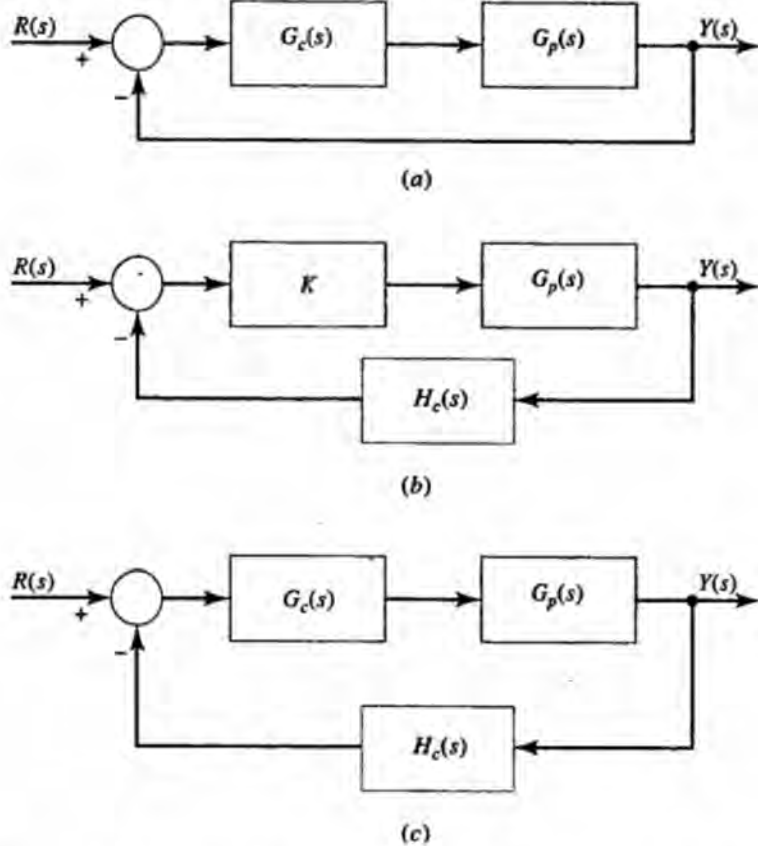 R(s) G_c(s) G_p(s) Y(s)
+
−
(a)
R(s) K G_p(s) Y(s)
+
−
H_c(s)
(b)
R(s) G_c(s) G_p(s) Y(s)
+
−
H_c(s)
(c)